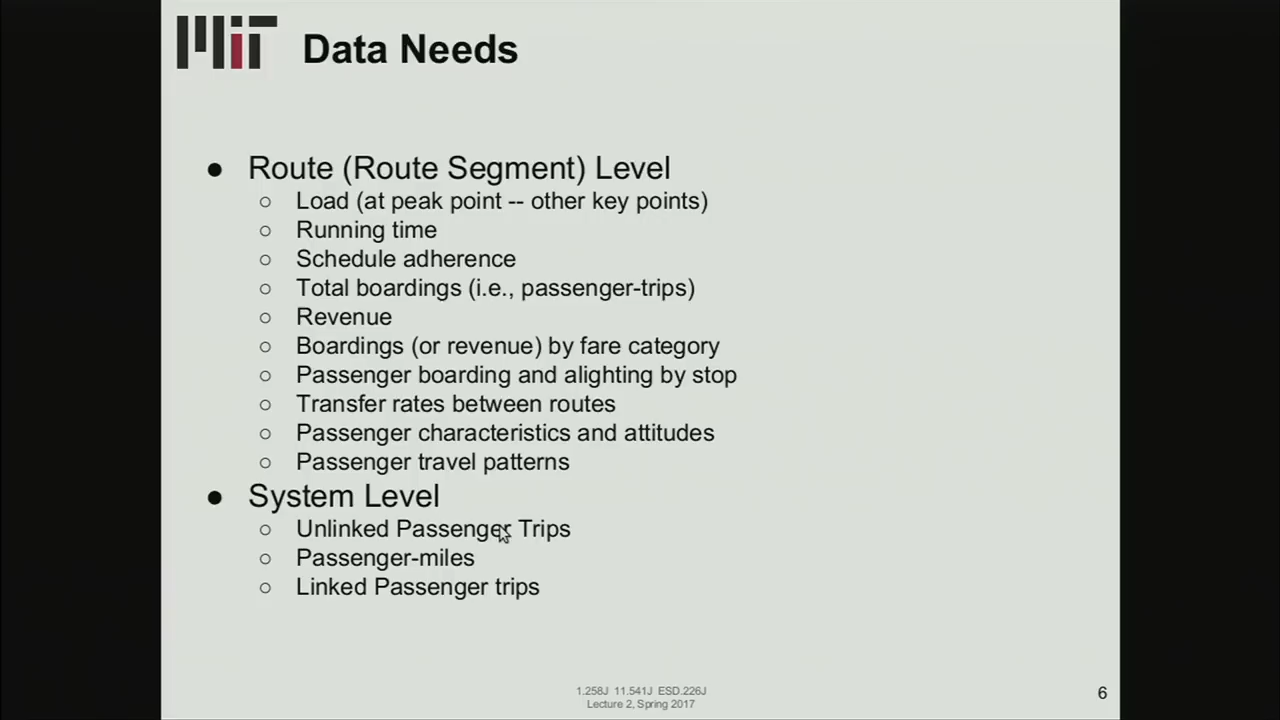 MIT
Data Needs
● Route (Route Segment) Level
○ Load (at peak point -- other key points)
○ Running time
○ Schedule adherence
○ Total boardings (i.e., passenger-trips)
○ Revenue
○ Boardings (or revenue) by fare category
○ Passenger boarding and alighting by stop
○ Transfer rates between routes
○ Passenger characteristics and attitudes
○ Passenger travel patterns
● System Level
○ Unlinked Passenger Trips
○ Passenger-miles
○ Linked Passenger trips
1.258J 11.541J ESD.226J
Lecture 2, Spring 2017
6